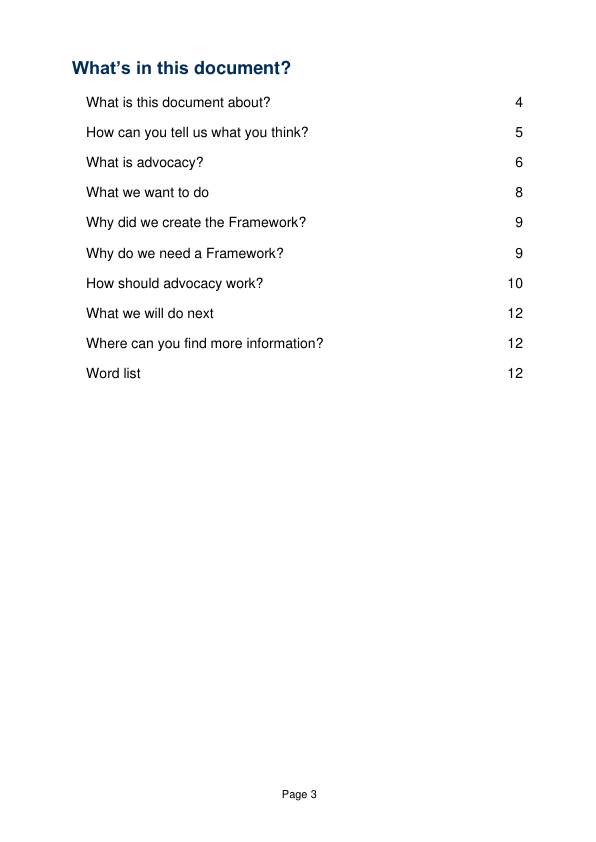 What’s in this document?
What is this document about? 4
How can you tell us what you think? 5
What is advocacy? 6
What we want to do 8
Why did we create the Framework? 9
Why do we need a Framework? 9
How should advocacy work? 10
What we will do next 12
Where can you find more information? 12
Word list 12
Page 3